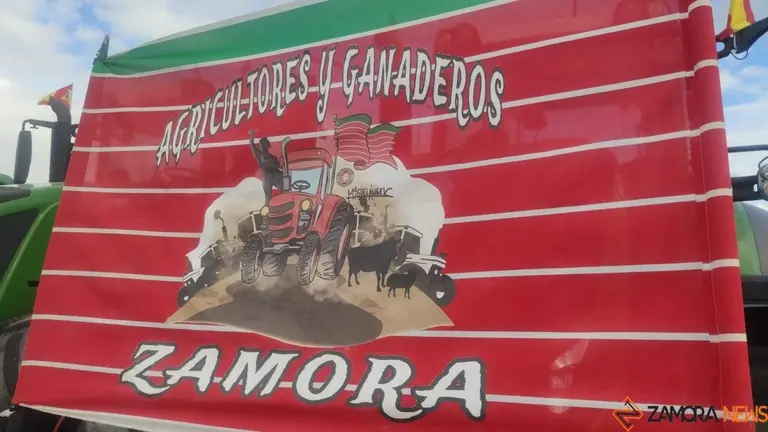 AGRICULTORES Y GANADEROS
ZAMORA
ZAMORA NEWS